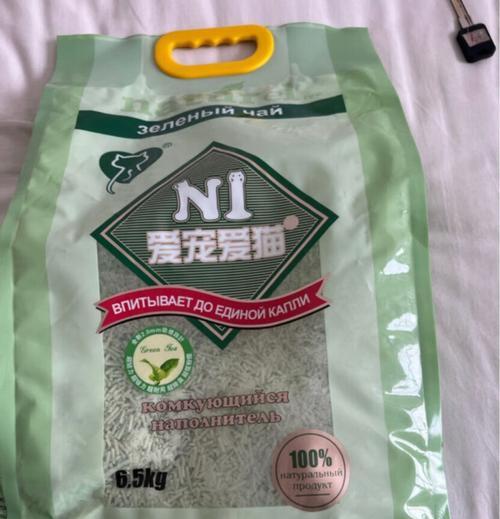 зеленый чай
®
N1
爱宠爱猫
ВПИТЫВАЕТ ДО ЕДИНОЙ КАПЛИ
Green Tea
комкующийся
наполнитель
6.5kg
100%
натуральный
продукт